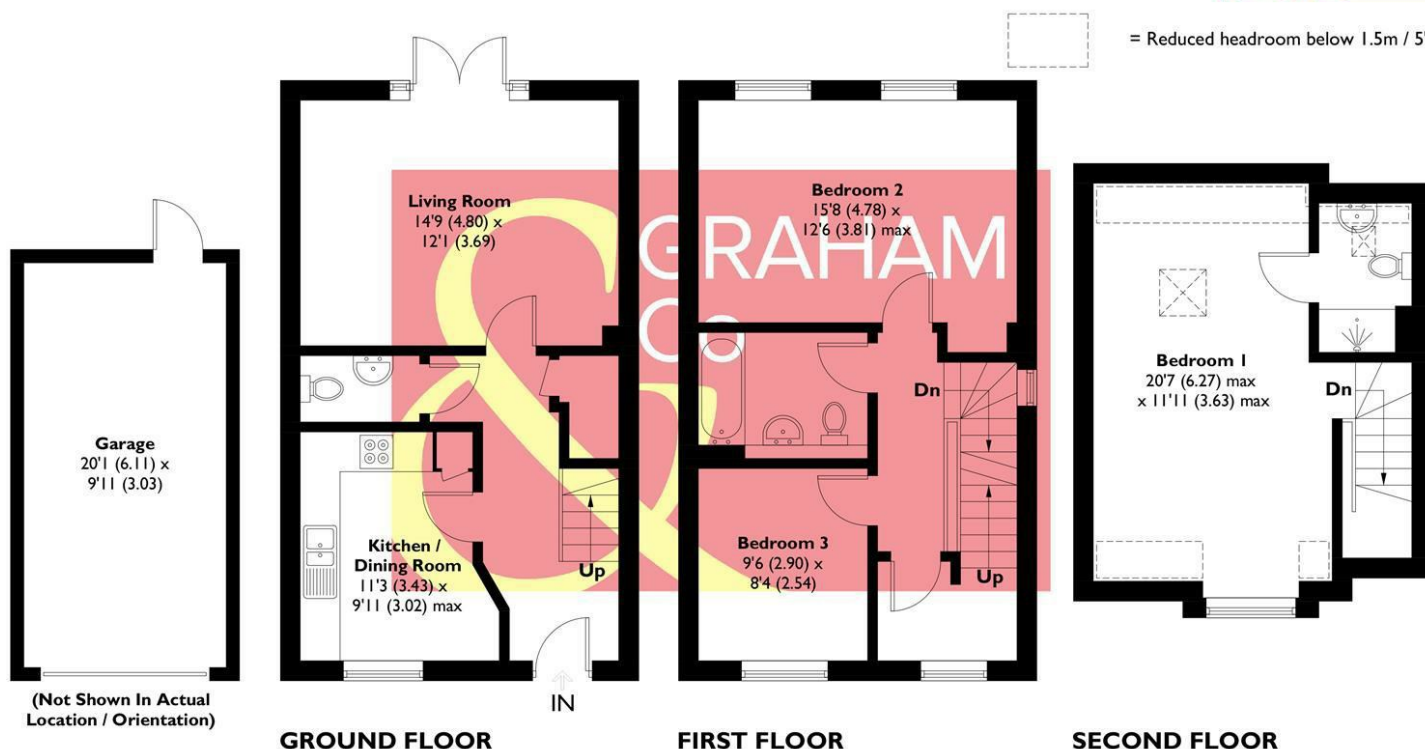 = Reduced headroom below 1.5m / 5'
Living Room
14'9 (4.80) x
12'1 (3.69)
Bedroom 2
15'8 (4.78) x
12'6 (3.81) max
GRAHAM
& Co
Bedroom 1
20'7 (6.27) max
x 11'11 (3.63) max
Dn
Dn
Garage
20'1 (6.11) x
9'11 (3.03)
Kitchen /
Dining Room
11'3 (3.43) x
9'11 (3.02) max
Up
Bedroom 3
9'6 (2.90) x
8'4 (2.54)
Up
(Not Shown In Actual
Location / Orientation)
IN
GROUND FLOOR
FIRST FLOOR
SECOND FLOOR